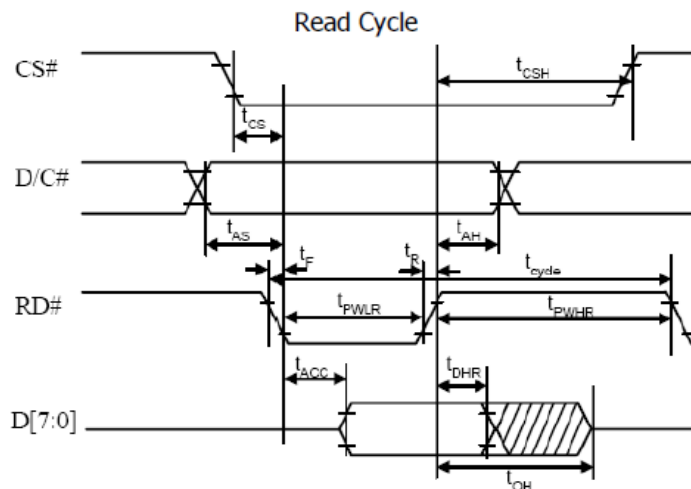 Read Cycle
CS#
tCSH
tCS
D/C#
tAS
tAH
tF
tR
tcycle
RD#
tPWLR
tPWHR
tACC
tDHR
D[7:0]
tOH